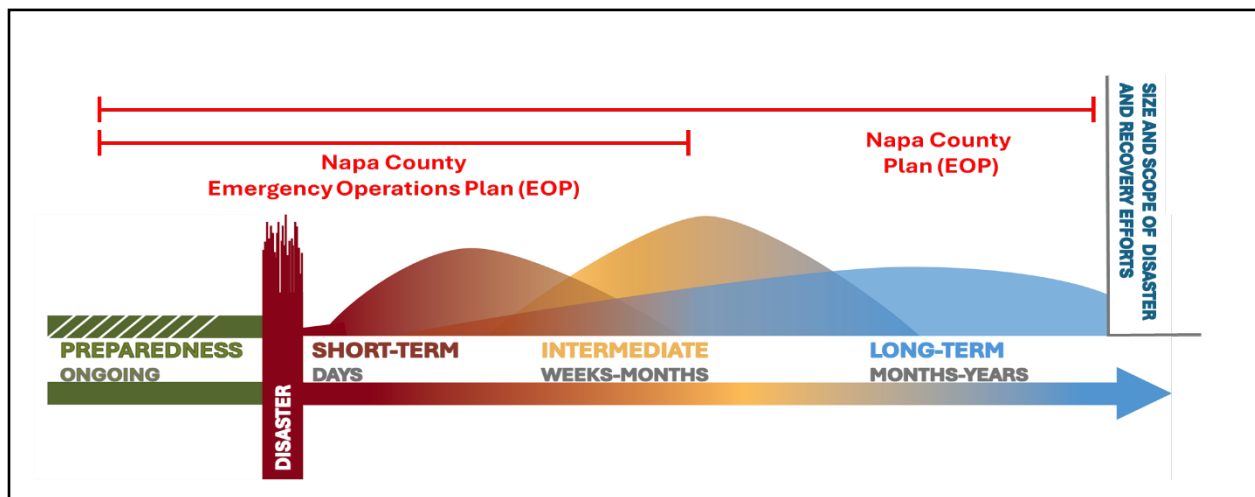 Napa County
Emergency Operations Plan (EOP)
Napa County
Plan (EOP)
SIZE AND SCOPE OF DISASTER
AND RECOVERY EFFORTS
PREPAREDNESS
ONGOING
DISASTER
SHORT-TERM
DAYS
INTERMEDIATE
WEEKS-MONTHS
LONG-TERM
MONTHS-YEARS